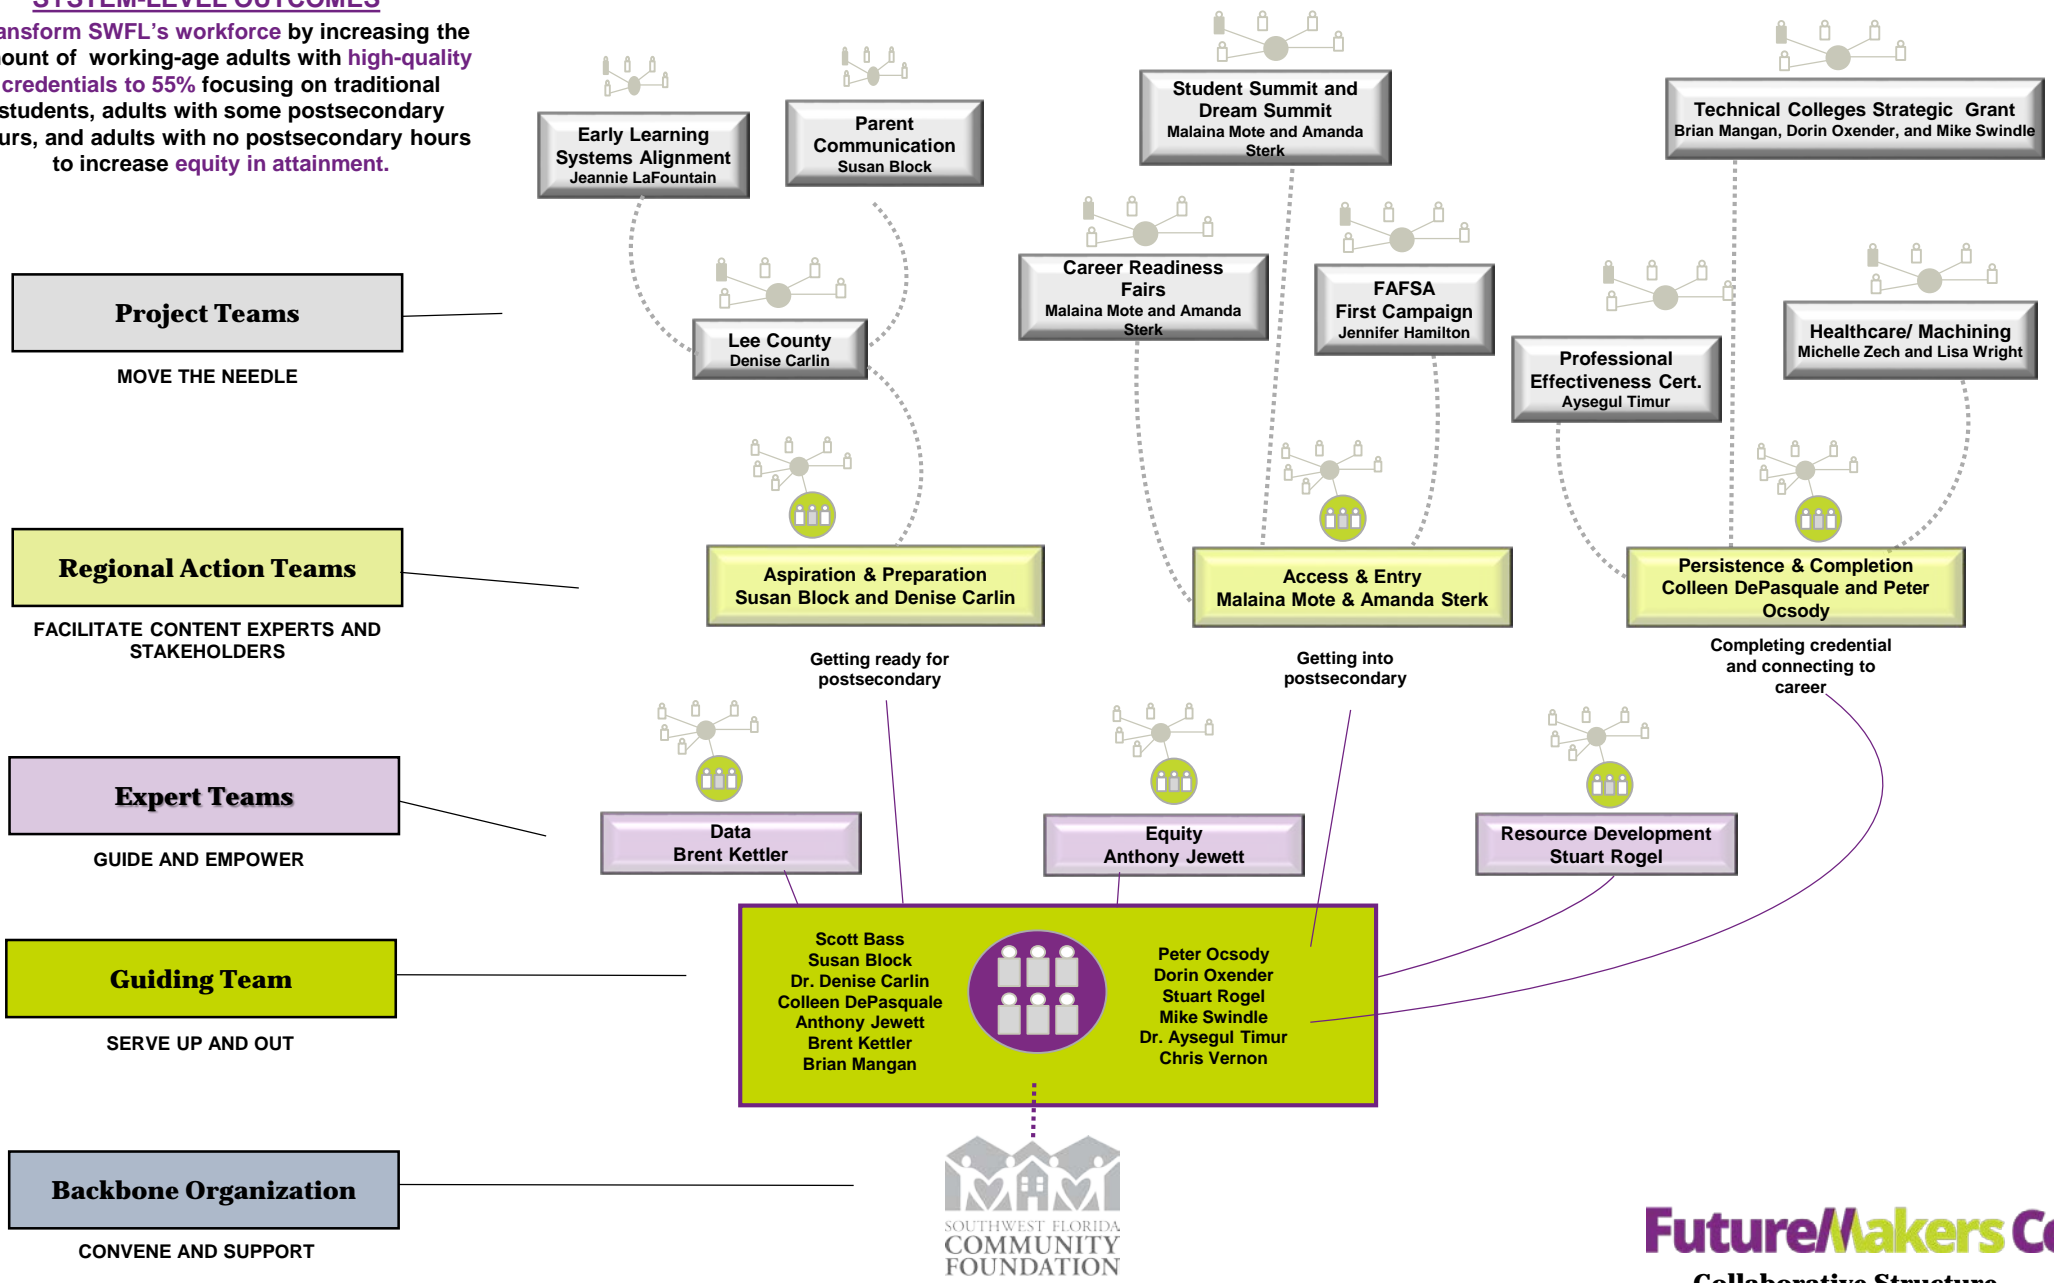 SYSTEM-LEVEL OUTCOMES
SWFL's workforce by increasing the
of working-age adults with high-quality
credentials to 55% focusing on traditional
students, adults with some postsecondary
and adults with no postsecondary hours
to increase equity in attainment.
Early Learning
Systems Alignment
Jeannie LaFountain
Parent
Communication
Susan Block
Student Summit and
Dream Summit
Malaina Mote and Amanda
Sterk
Technical Colleges Strategic Grant
Brian Mangan, Dorin Oxender, and Mike Swindle
Project Teams
MOVE THE NEEDLE
Lee County
Denise Carlin
Career Readiness
Fairs
Malaina Mote and Amanda
Sterk
FAFSA
First Campaign
Jennifer Hamilton
Professional
Effectiveness Cert.
Aysegul Timur
Healthcare/ Machining
Michelle Zech and Lisa Wright
Regional Action Teams
FACILITATE CONTENT EXPERTS AND
STAKEHOLDERS
Aspiration & Preparation
Susan Block and Denise Carlin
Getting ready for
postsecondary
Access & Entry
Malaina Mote & Amanda Sterk
Getting into
postsecondary
Persistence & Completion
Colleen DePasquale and Peter
Ocsody
Completing credential
and connecting to
career
Expert Teams
GUIDE AND EMPOWER
Data
Brent Kettler
Equity
Anthony Jewett
Resource Development
Stuart Rogel
Guiding Team
SERVE UP AND OUT
Scott Bass
Susan Block
Dr. Denise Carlin
Colleen DePasquale
Anthony Jewett
Brent Kettler
Brian Mangan
Peter Ocsody
Dorin Oxender
Stuart Rogel
Mike Swindle
Dr. Aysegul Timur
Chris Vernon
Backbone Organization
CONVENE AND SUPPORT
SOUTHWEST FLORIDA
COMMUNITY
FOUNDATION
FutureMakers
Collaborative Structure